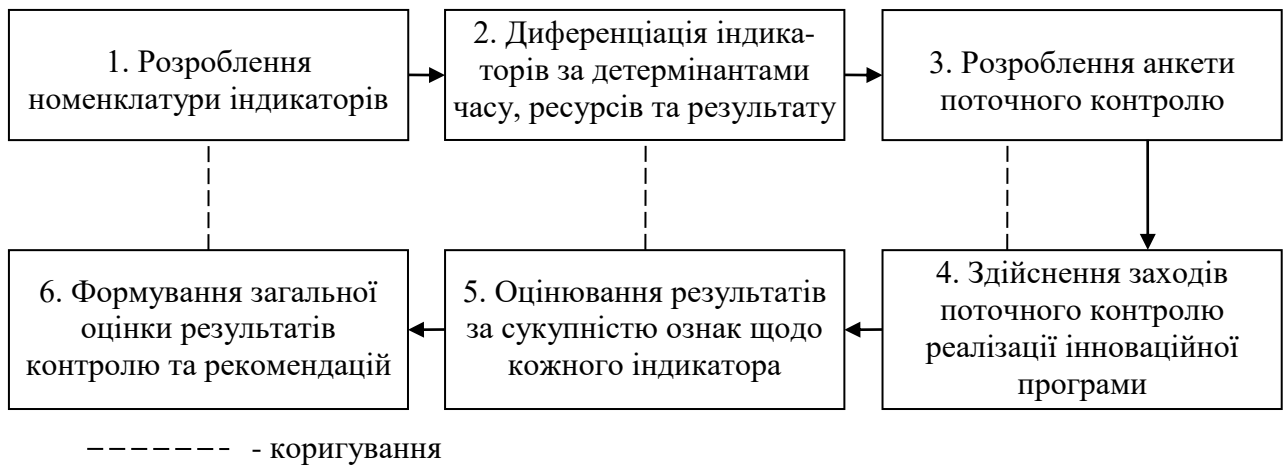 1. Розроблення
номенклатури індикаторів
2. Диференціація індика-
торів за детермінантами
часу, ресурсів та результату
3. Розроблення анкети
поточного контролю
6. Формування загальної
оцінки результатів
контролю та рекомендацій
5. Оцінювання результатів
за сукупністю ознак щодо
кожного індикатора
4. Здійснення заходів
поточного контролю
реалізації інноваційної
програми
- коригування